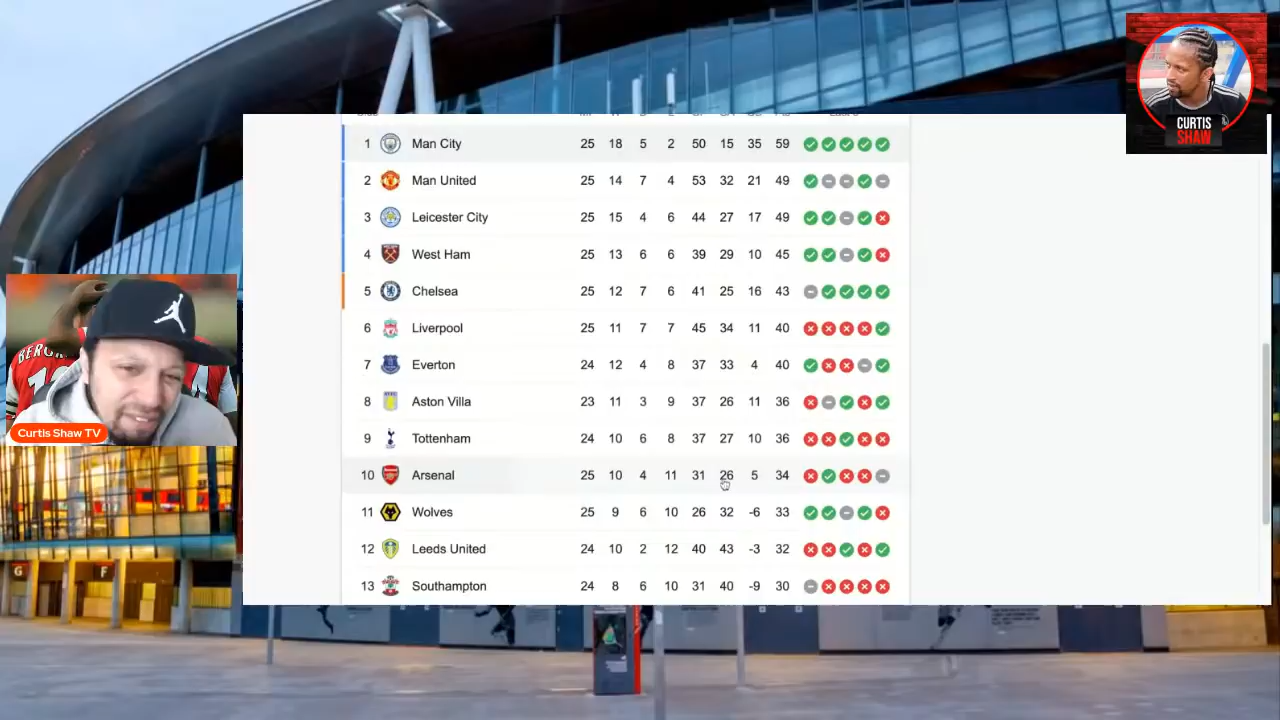 CURTIS
SHAW
1 Man City 25 18 5 2 50 15 35 59
2 Man United 25 14 7 4 53 32 21 49
3 Leicester City 25 15 4 6 44 27 17 49
4 West Ham 25 13 6 6 39 29 10 45
5 Chelsea 25 12 7 6 41 25 16 43
6 Liverpool 25 11 7 7 45 34 11 40
7 Everton 24 12 4 8 37 33 4 40
8 Aston Villa 23 11 3 9 37 26 11 36
9 Tottenham 24 10 6 8 37 27 10 36
10 Arsenal 25 10 4 11 31 26 5 34
11 Wolves 25 9 6 10 26 32 -6 33
12 Leeds United 24 10 2 12 40 43 -3 32
13 Southampton 24 8 6 10 31 40 -9 30
Curtis Shaw TV
G F